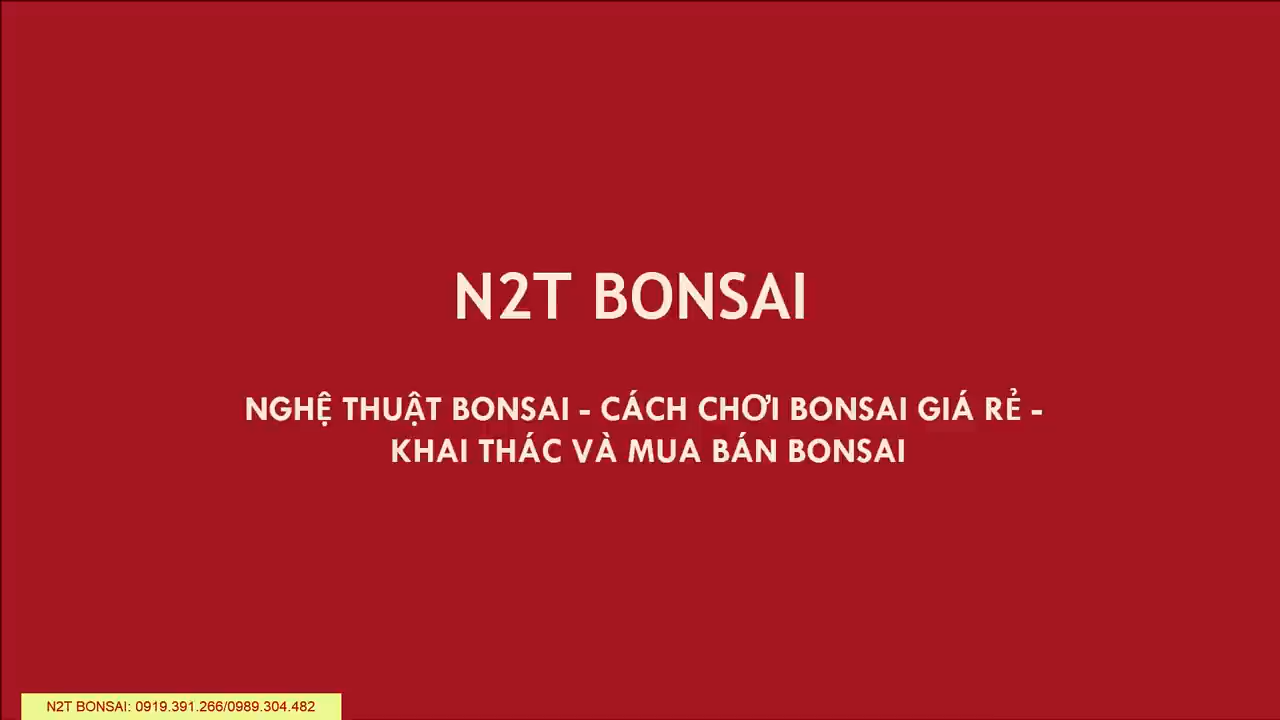 N2T BONSAI
NGHỆ THUẬT BONSAI - CÁCH CHƠI BONSAI GIÁ RẺ -
KHAI THÁC VÀ MUA BÁN BONSAI
N2T BONSAI: 0919.391.266/0989.304.482